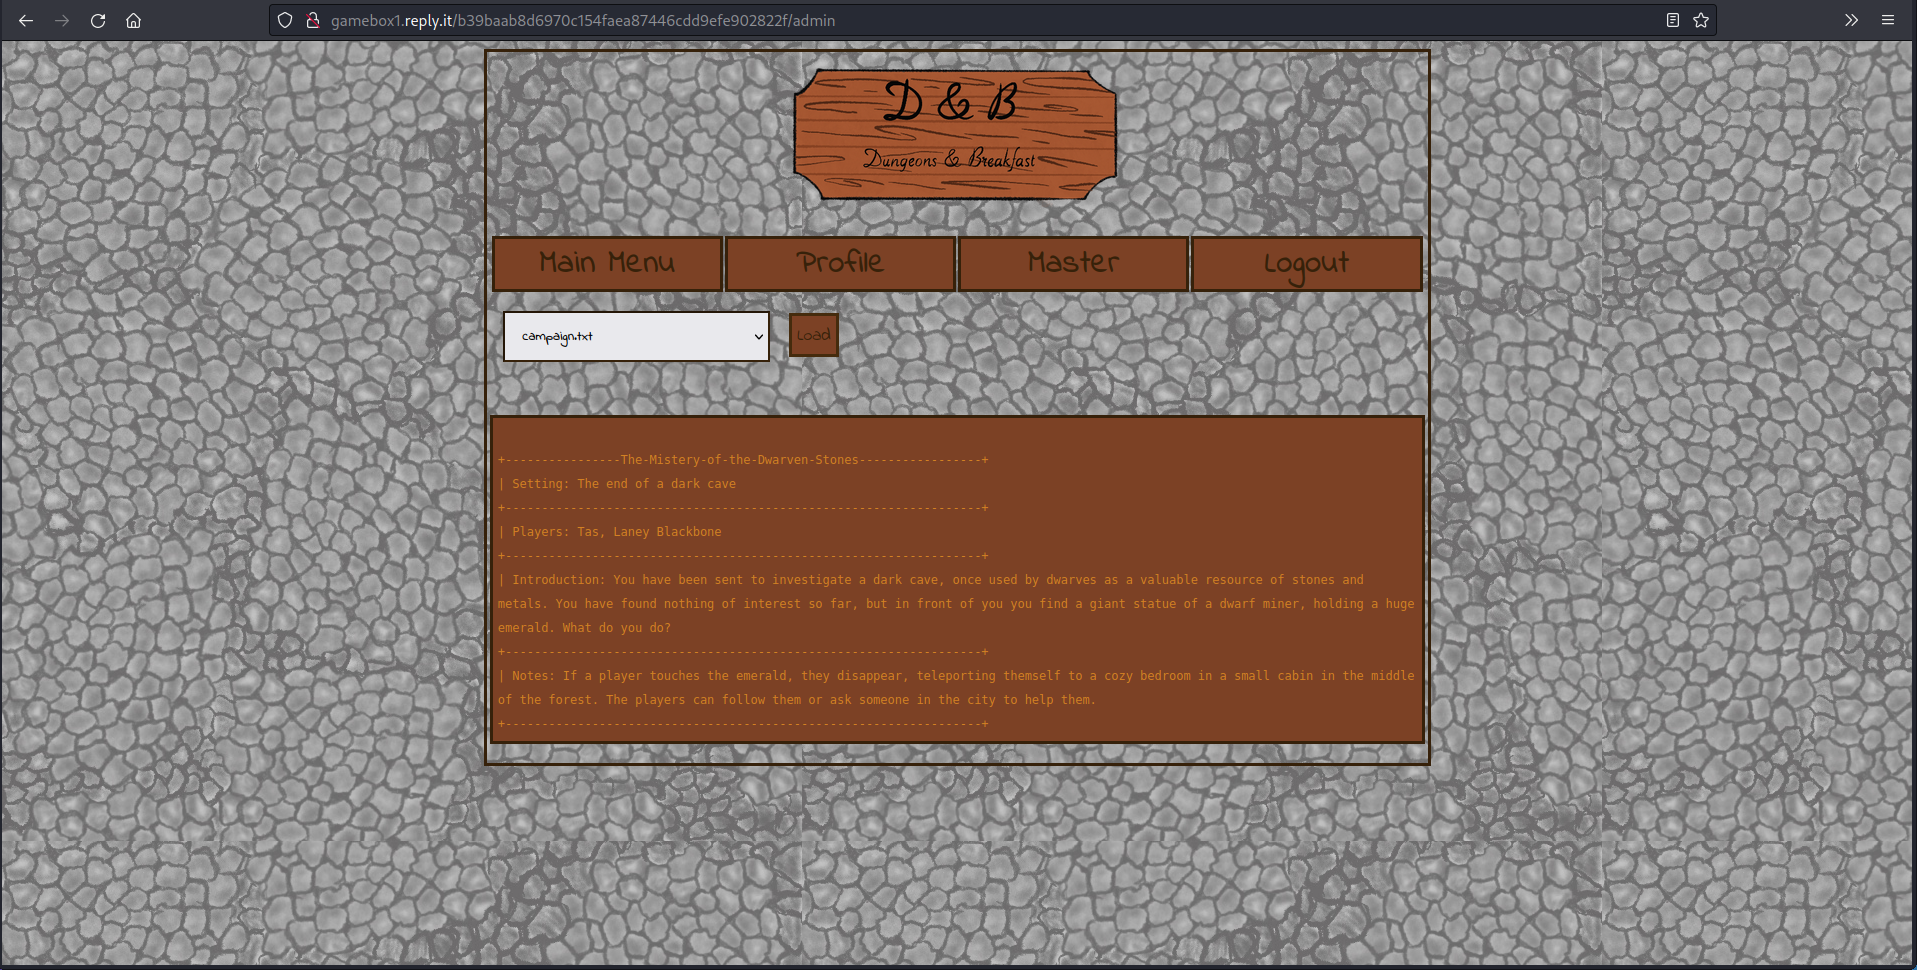 gamebox1.reply.it/b39baab8d6970c154faea87446cdd9efe902822f/admin
D & B
Dungeons & Breakfast
Main Menu Profile Master Logout
campaign.txt Load
+----------------The-Mistery-of-the-Dwarven-Stones-----------------+
| Setting: The end of a dark cave
+------------------------------------------------------------------+
| Players: Tas, Laney Blackbone
+------------------------------------------------------------------+
| Introduction: You have been sent to investigate a dark cave, once used by dwarves as a valuable resource of stones and
metals. You have found nothing of interest so far, but in front of you you find a giant statue of a dwarf miner, holding a huge
emerald. What do you do?
+------------------------------------------------------------------+
| Notes: If a player touches the emerald, they disappear, teleporting themself to a cozy bedroom in a small cabin in the middle
of the forest. The players can follow them or ask someone in the city to help them.
+------------------------------------------------------------------+